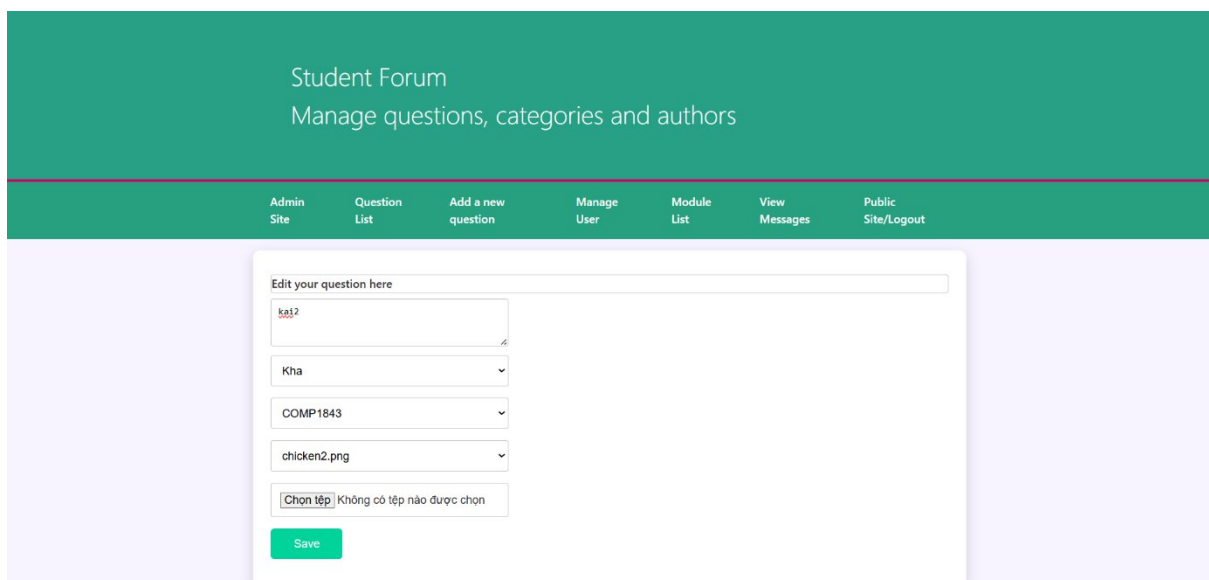 Student Forum
Manage questions, categories and authors
Admin Site
Question List
Add a new question
Manage User
Module List
View Messages
Public Site/Logout
Edit your question here
kai2
Kha
COMP1843
chicken2.png
Chọn tệp Không có tệp nào được chọn
Save